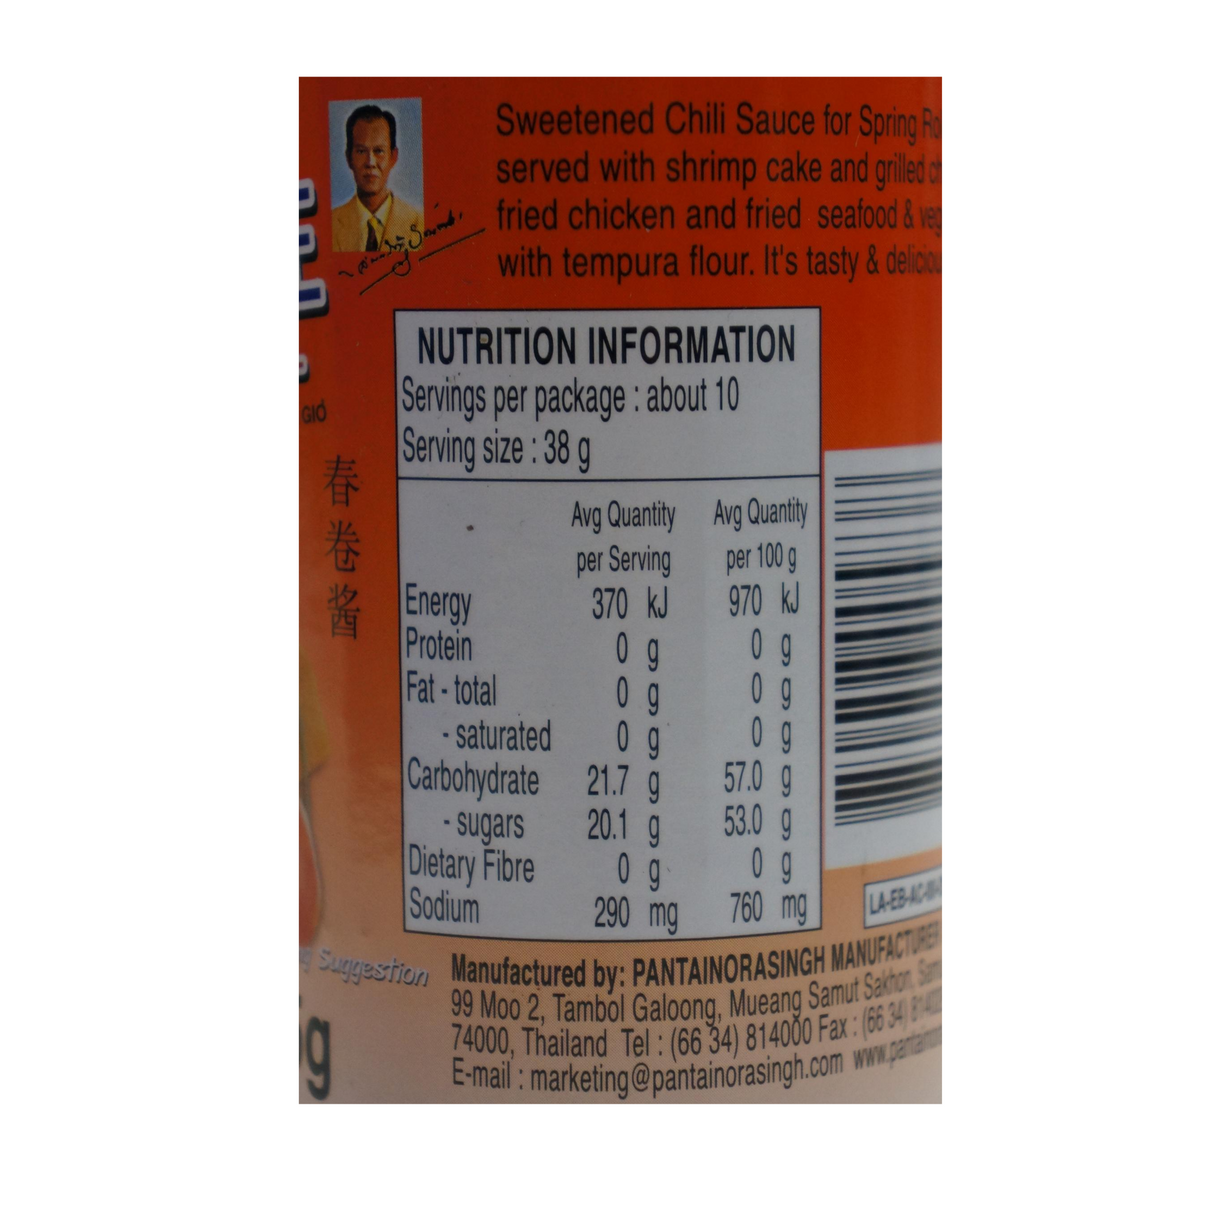 Sweetened Chili Sauce for Spring
served with shrimp cake and grilled
fried chicken and fried seafood &
with tempura flour. It's tasty &
GIÓ
春卷酱
NUTRITION INFORMATION
Servings per package : about 10
Serving size : 38 g
Avg Quantity Avg Quantity
per Serving per 100 g
Energy 370 kJ 970 kJ
Protein 0 g 0 g
Fat - total 0 g 0 g
- saturated 0 g 0 g
Carbohydrate 21.7 g 57.0 g
- sugars 20.1 g 53.0 g
Dietary Fibre 0 g 0 g
Sodium 290 mg 760 mg
Suggestion
g
Manufactured by: PANTAINORASINGH MANUFACTURER
99 Moo 2, Tambol Galoong, Mueang Samut Sakhon,
74000, Thailand Tel : (66 34) 814000 Fax : (66 34)
E-mail : marketing@pantainorasingh.com